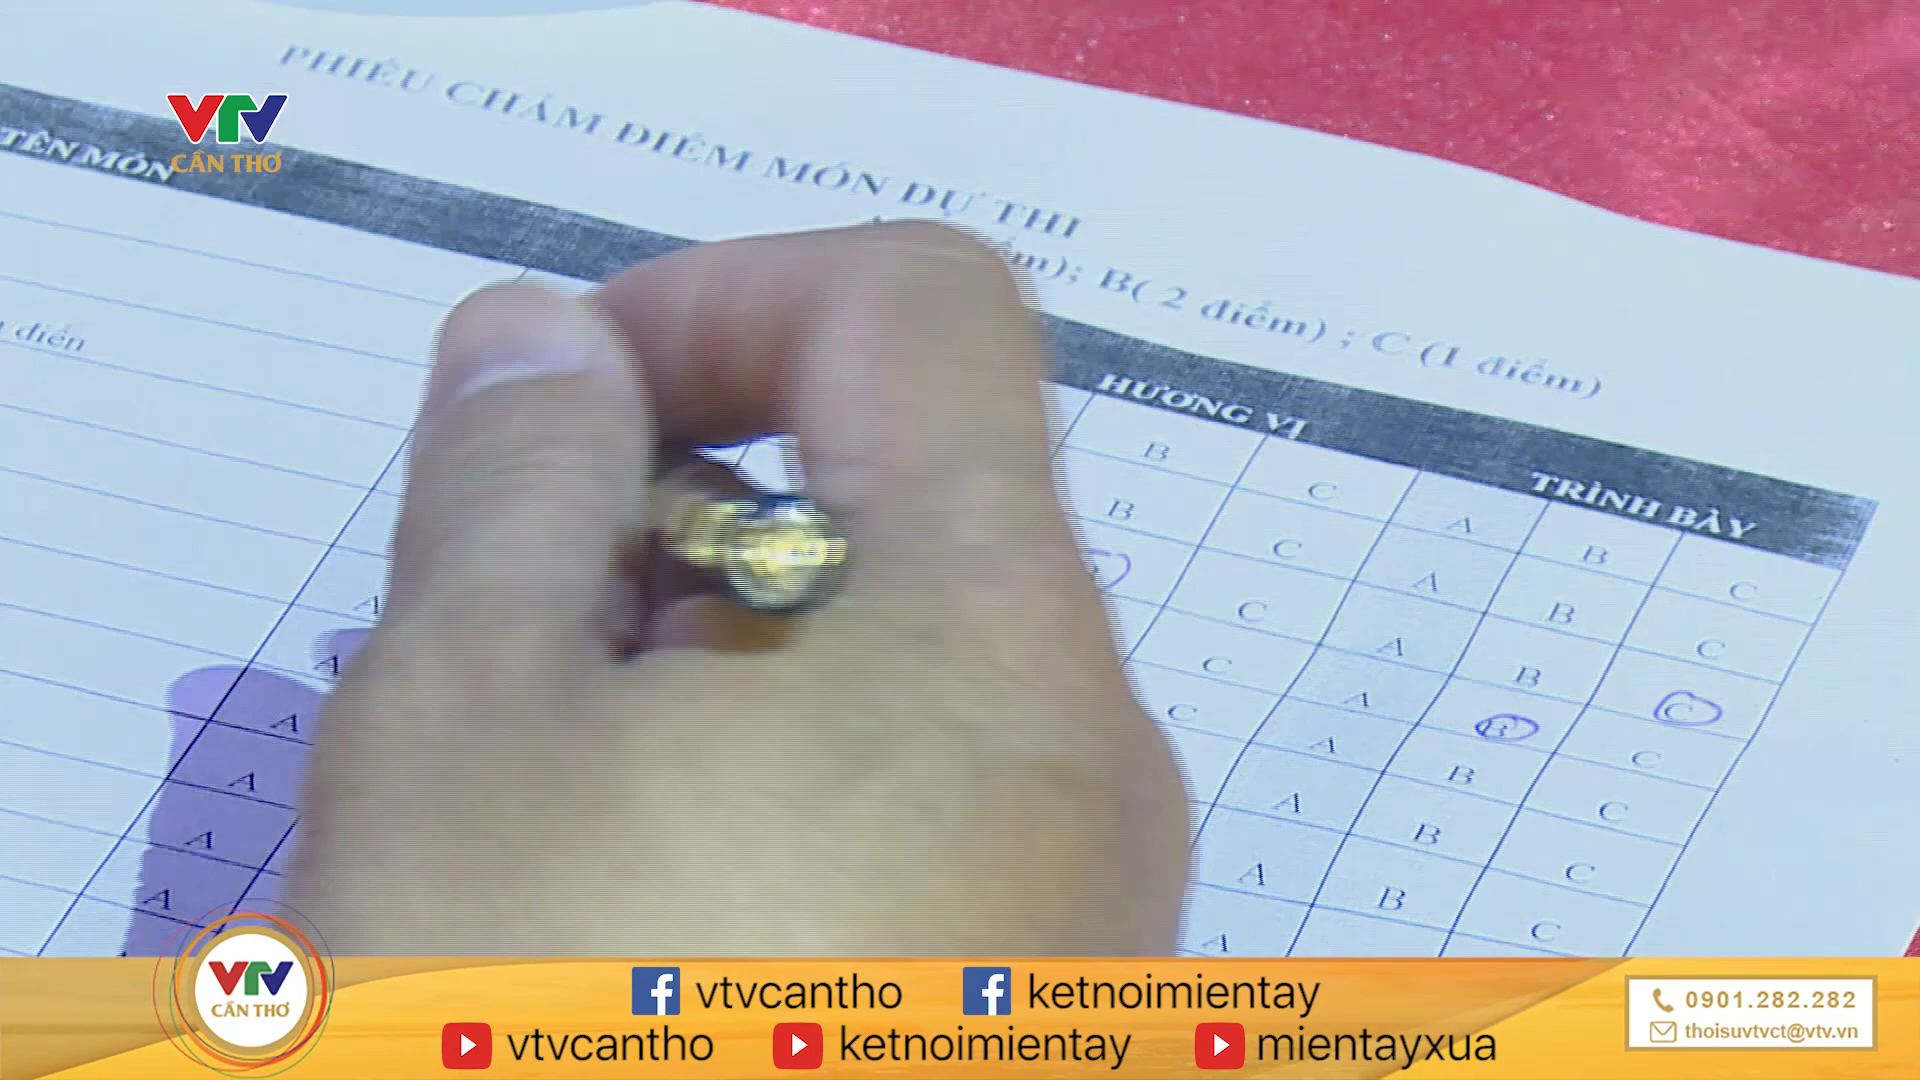 PHIẾU CHẤM ĐIỂM MÓN DỰ THI
B( 2 điểm) ; C (1 điểm)
VTV
CẦN THƠ
TÊN MÓN
HƯƠNG VỊ
TRÌNH BÀY
diễn
B C A B C
B C A B C
C A B C
A C A B C
A C A B C
A A B C
A A B C
A A B C
A
VTV
CẦN THƠ
vtvcantho ketnoimientay
vtvcantho ketnoimientay mientayxua
0901.282.282
thoisuvtvct@vtv.vn